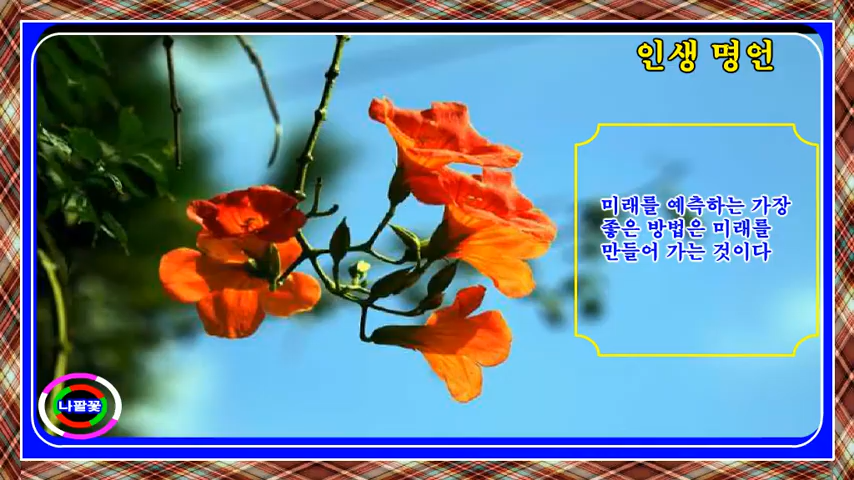 인생 명언
미래를 예측하는 가장
좋은 방법은 미래를
만들어 가는 것이다
나팔꽃